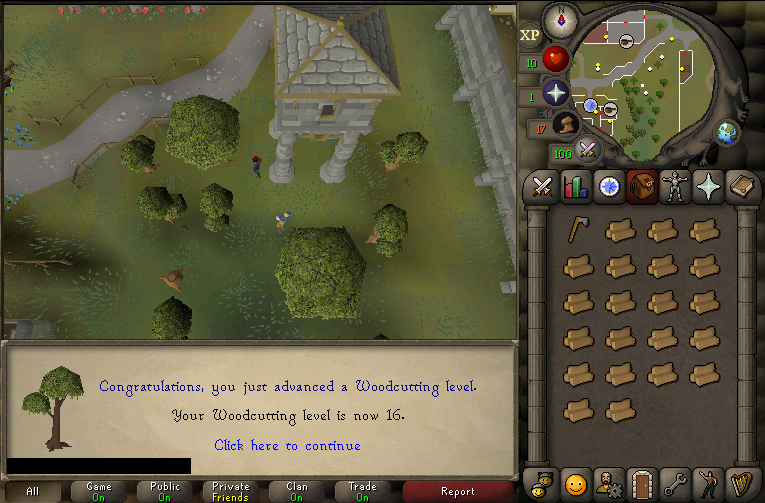 N
XP
10
1
17
100
Congratulations, you just advanced a Woodcutting level.
Your Woodcutting level is now 16.
Click here to continue
All
Game
On
Public
On
Private
Friends
Clan
On
Trade
On
Report